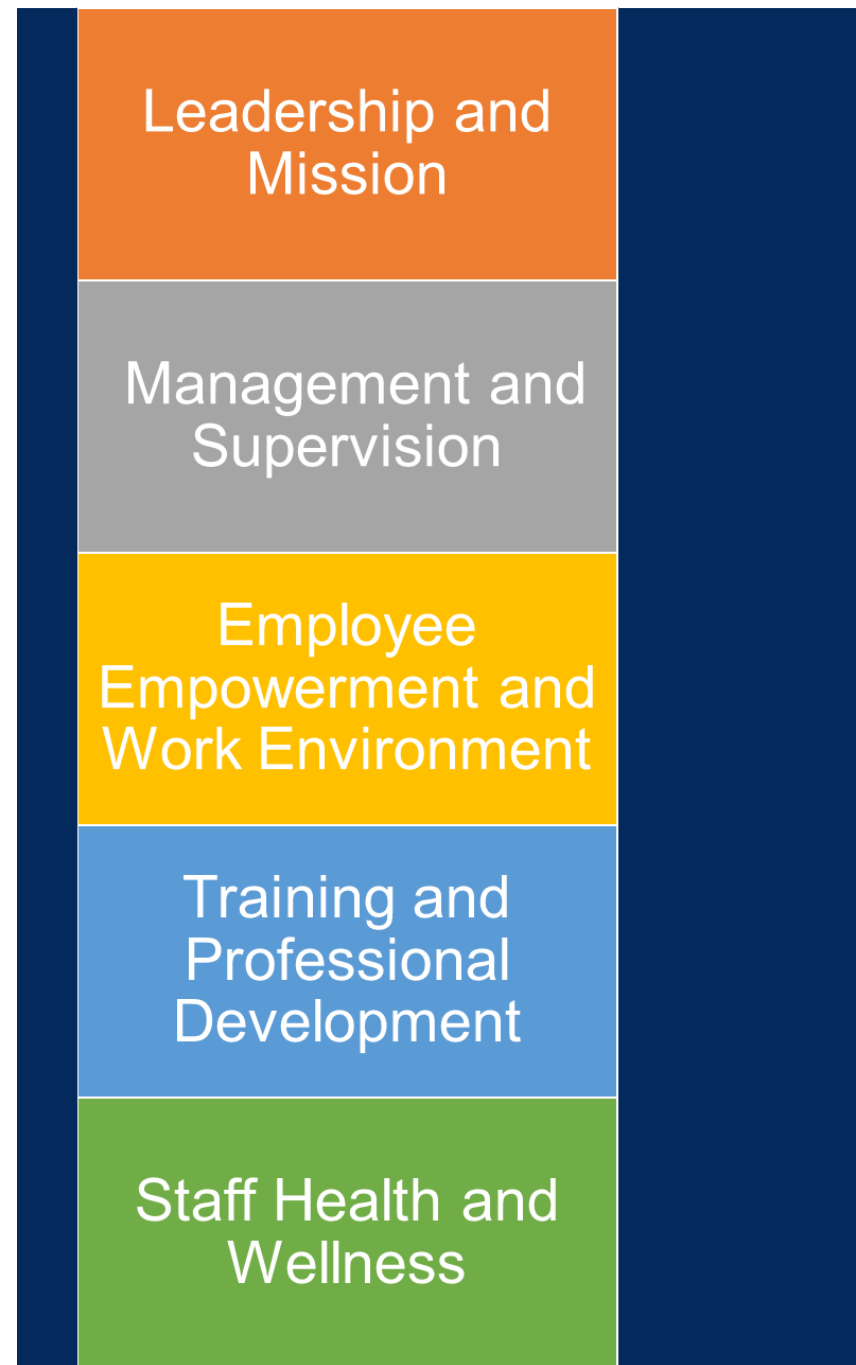 Leadership and
Mission
Management and
Supervision
Employee
Empowerment and
Work Environment
Training and
Professional
Development
Staff Health and
Wellness